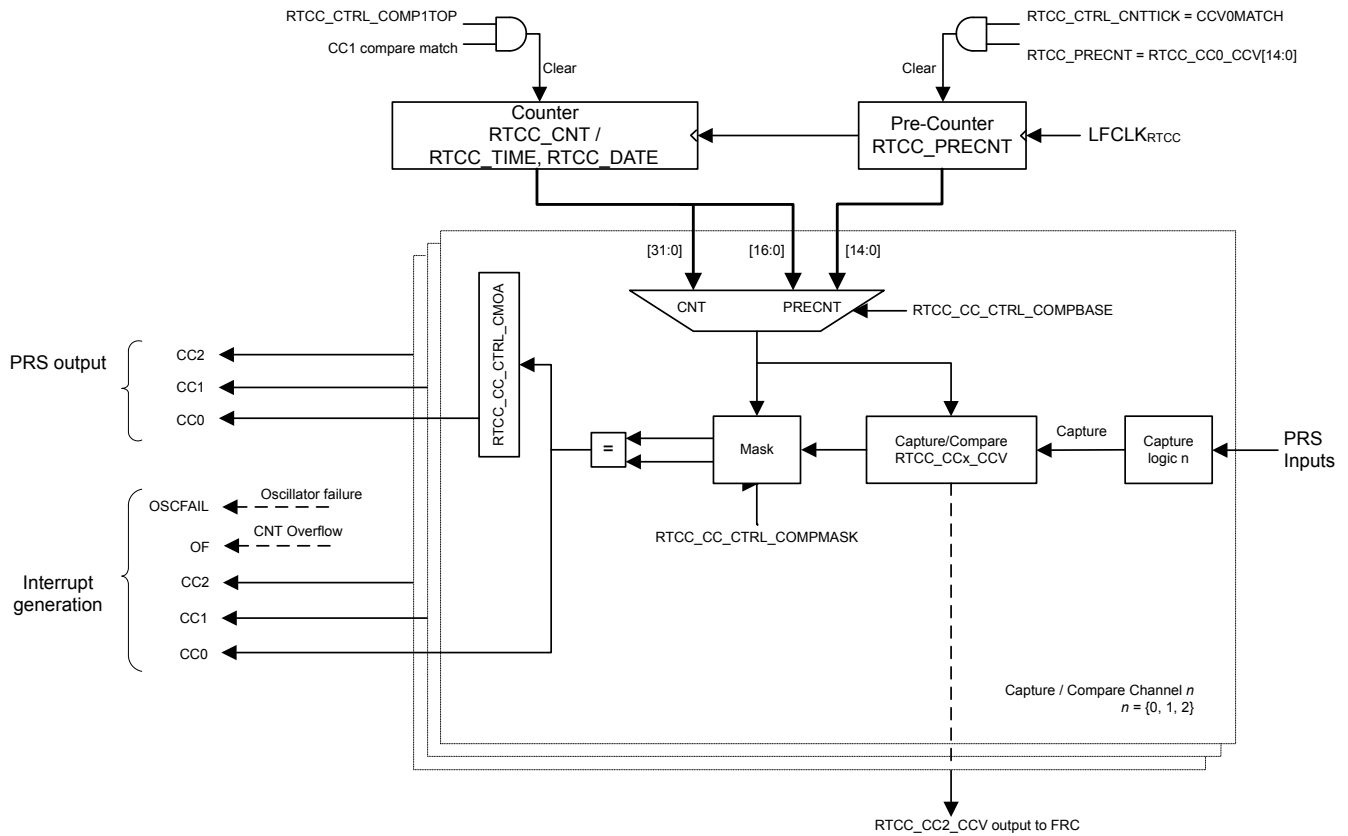 RTCC_CTRL_COMP1TOP
CC1 compare match
Clear
RTCC_CTRL_CNTTICK = CCV0MATCH
RTCC_PRECNT = RTCC_CC0_CCV[14:0]
Clear
Counter
RTCC_CNT /
RTCC_TIME, RTCC_DATE
Pre-Counter
RTCC_PRECNT
LFCLKRTCC
[31:0]
[16:0]
[14:0]
CNT
PRECNT
RTCC_CC_CTRL_COMPBASE
RTCC_CC_CTRL_CMOA
PRS output
CC2
CC1
CC0
=
Mask
Capture/Compare
RTCC_CCx_CCV
Capture
Capture
logic n
PRS
Inputs
RTCC_CC_CTRL_COMPMASK
Interrupt
generation
OSCFAIL
Oscillator failure
OF
CNT Overflow
CC2
CC1
CC0
Capture / Compare Channel n
n = {0, 1, 2}
RTCC_CC2_CCV output to FRC